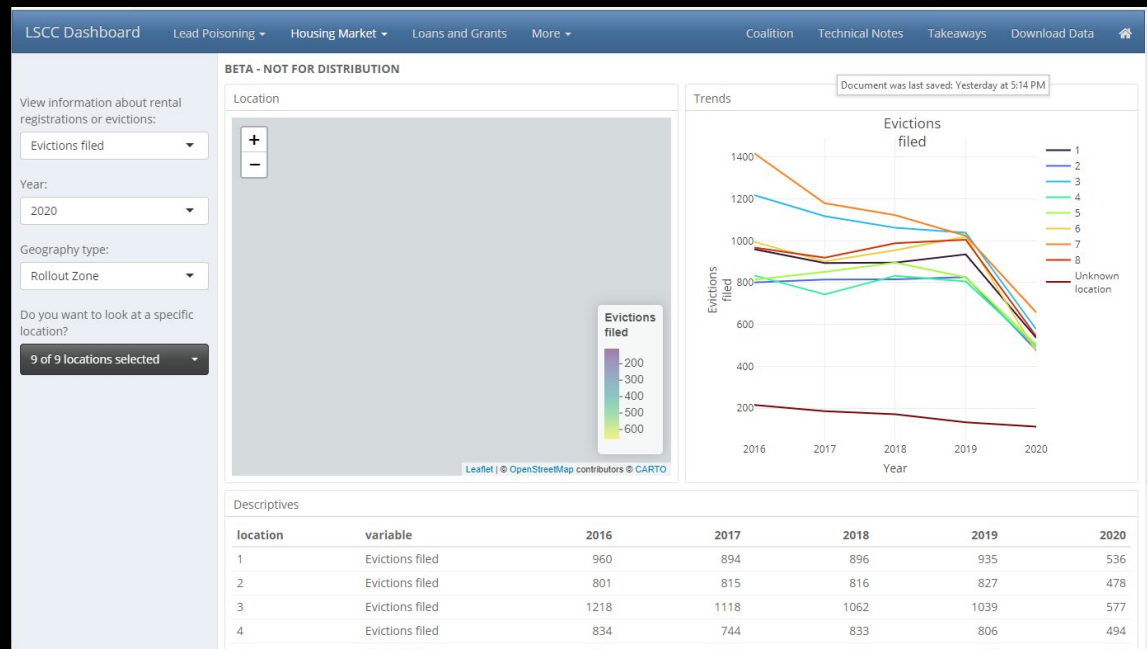 LSCC Dashboard Lead Poisoning Housing Market Loans and Grants More Coalition Technical Notes Takeaways Download Data
BETA - NOT FOR DISTRIBUTION
Document was last saved: Yesterday at 5:14 PM
View information about rental
registrations or evictions:
Evictions filed
Year:
2020
Geography type:
Rollout Zone
Do you want to look at a specific
location?
9 of 9 locations selected
Location
+
−
Evictions
filed
200
300
400
500
600
Leaflet | © OpenStreetMap contributors © CARTO
Trends
Evictions
filed
1400
1200
1000
800
600
400
200
Evictions
filed
2016 2017 2018 2019 2020
Year
1
2
3
4
5
6
7
8
Unknown
location
Descriptives
location variable 2016 2017 2018 2019 2020
1 Evictions filed 960 894 896 935 536
2 Evictions filed 801 815 816 827 478
3 Evictions filed 1218 1118 1062 1039 577
4 Evictions filed 834 744 833 806 494